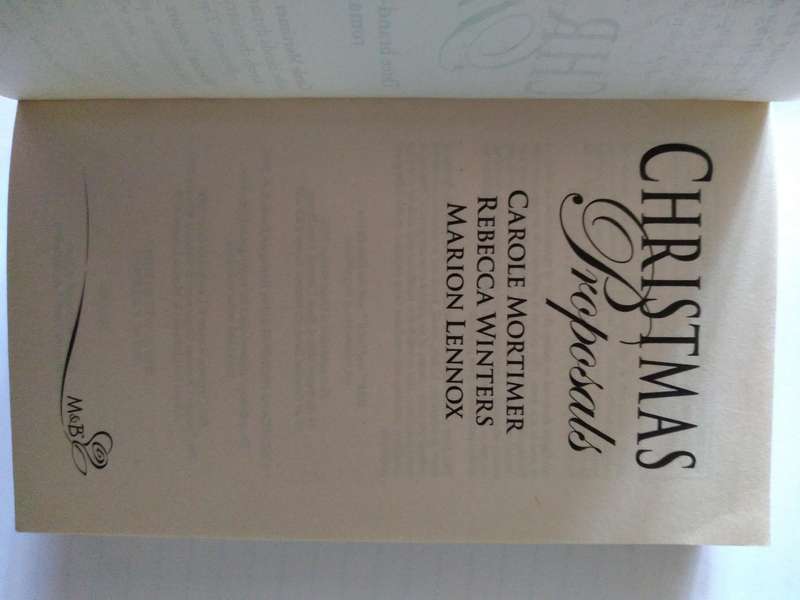 CHRISTMAS
Proposals
CAROLE MORTIMER
REBECCA WINTERS
MARION LENNOX
M&B®